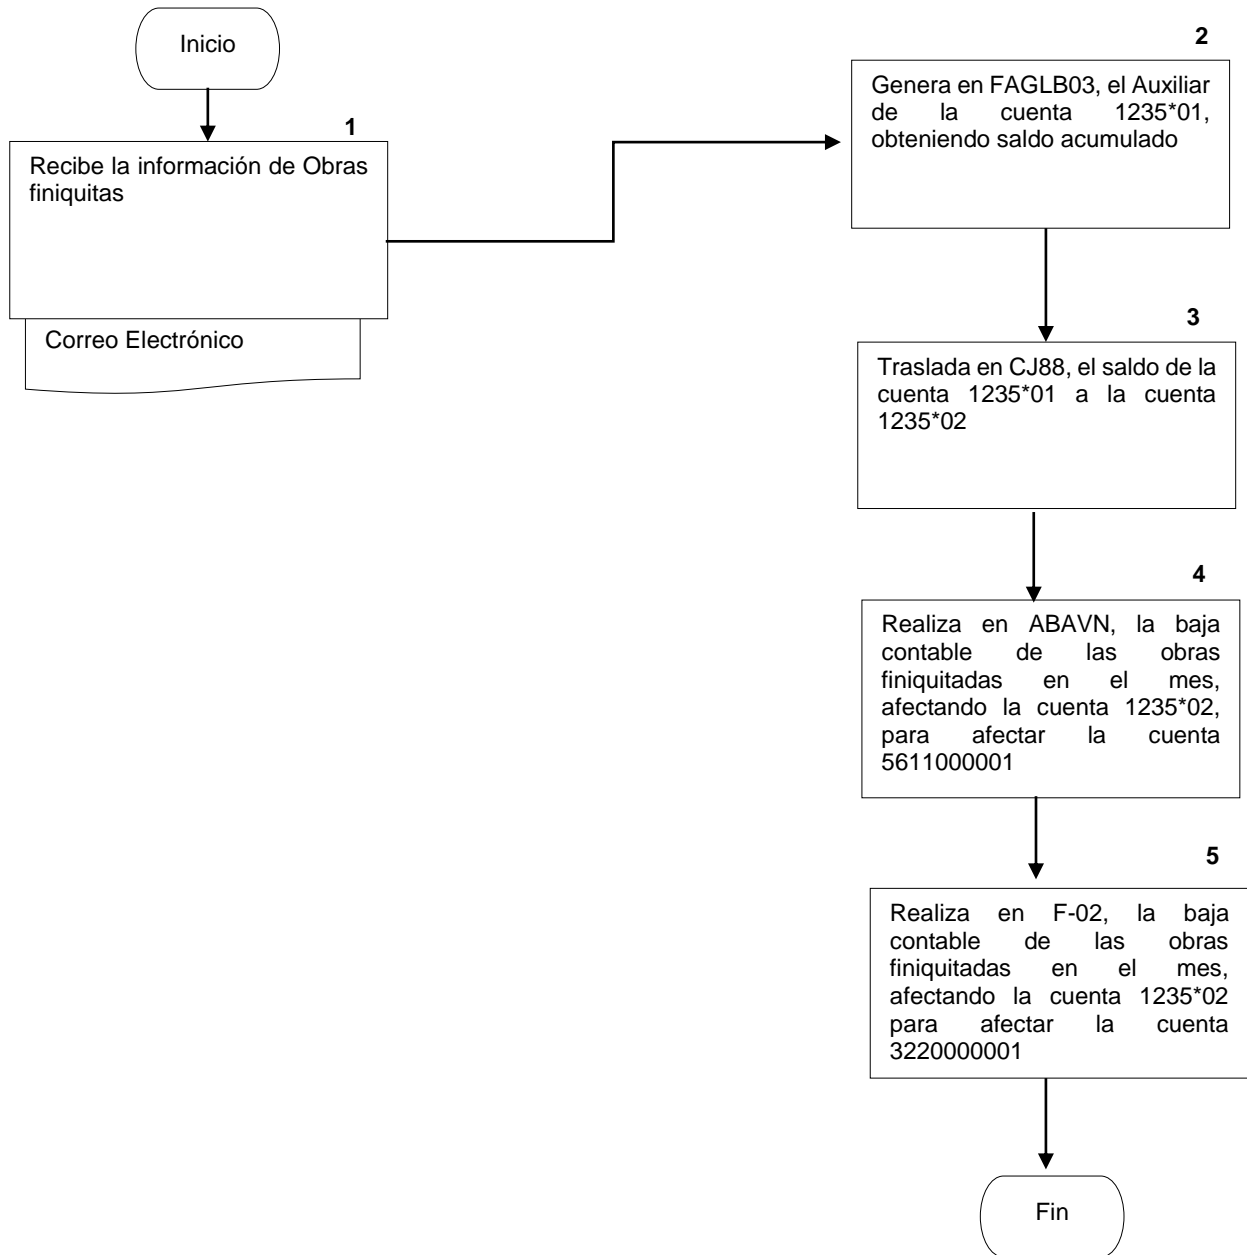 Inicio
1
Recibe la información de Obras
finiquitas
Correo Electrónico
2
Genera en FAGLB03, el Auxiliar
de la cuenta 1235*01,
obteniendo saldo acumulado
3
Traslada en CJ88, el saldo de la
cuenta 1235*01 a la cuenta
1235*02
4
Realiza en ABAVN, la baja
contable de las obras
finiquitadas en el mes,
afectando la cuenta 1235*02,
para afectar la cuenta
5611000001
5
Realiza en F-02, la baja
contable de las obras
finiquitadas en el mes,
afectando la cuenta 1235*02
para afectar la cuenta
3220000001
Fin